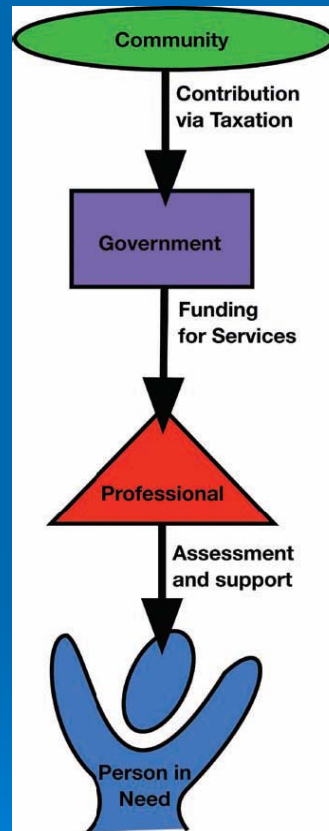 Community
Contribution
via Taxation
Government
Funding
for Services
Professional
Assessment
and support
Person in
Need